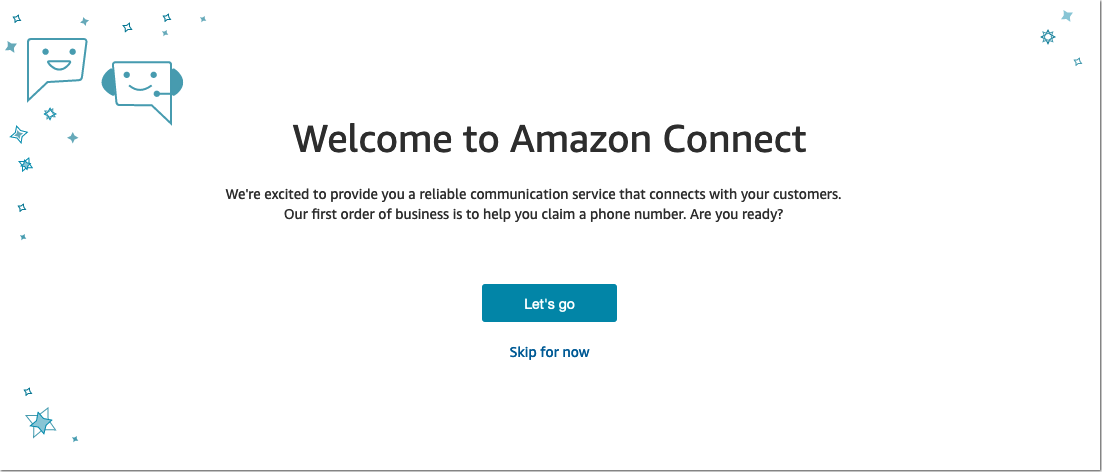 Welcome to Amazon Connect
We're excited to provide you a reliable communication service that connects with your customers.
Our first order of business is to help you claim a phone number. Are you ready?
Let's go
Skip for now